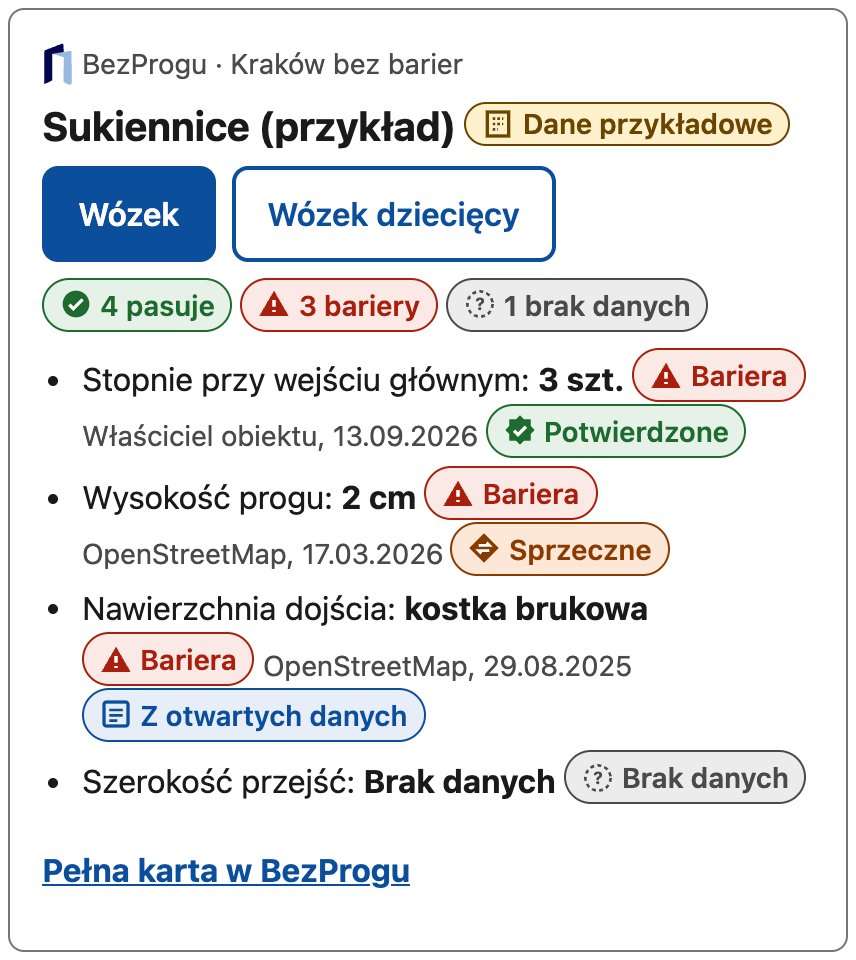 BezProgu · Kraków bez barier
Sukiennice (przykład) Dane przykładowe
Wózek Wózek dziecięcy
4 pasuje 3 bariery 1 brak danych
• Stopnie przy wejściu głównym: 3 szt. Bariera
Właściciel obiektu, 13.09.2026 Potwierdzone
• Wysokość progu: 2 cm Bariera
OpenStreetMap, 17.03.2026 Sprzeczne
• Nawierzchnia dojścia: kostka brukowa
Bariera OpenStreetMap, 29.08.2025
Z otwartych danych
• Szerokość przejść: Brak danych Brak danych
Pełna karta w BezProgu